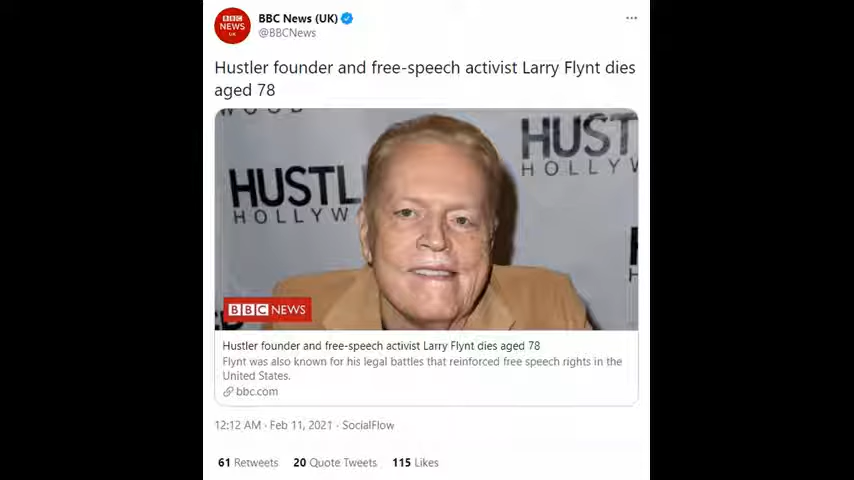 BBC
NEWS
UK
BBC News (UK)
@BBCNews
Hustler founder and free-speech activist Larry Flynt dies
aged 78
WOOD
HUSTL
HOLLYW
HUST
HOLLYW
BBC NEWS
Hustler founder and free-speech activist Larry Flynt dies aged 78
Flynt was also known for his legal battles that reinforced free speech rights in the
United States.
bbc.com
12:12 AM · Feb 11, 2021 · SocialFlow
61 Retweets 20 Quote Tweets 115 Likes